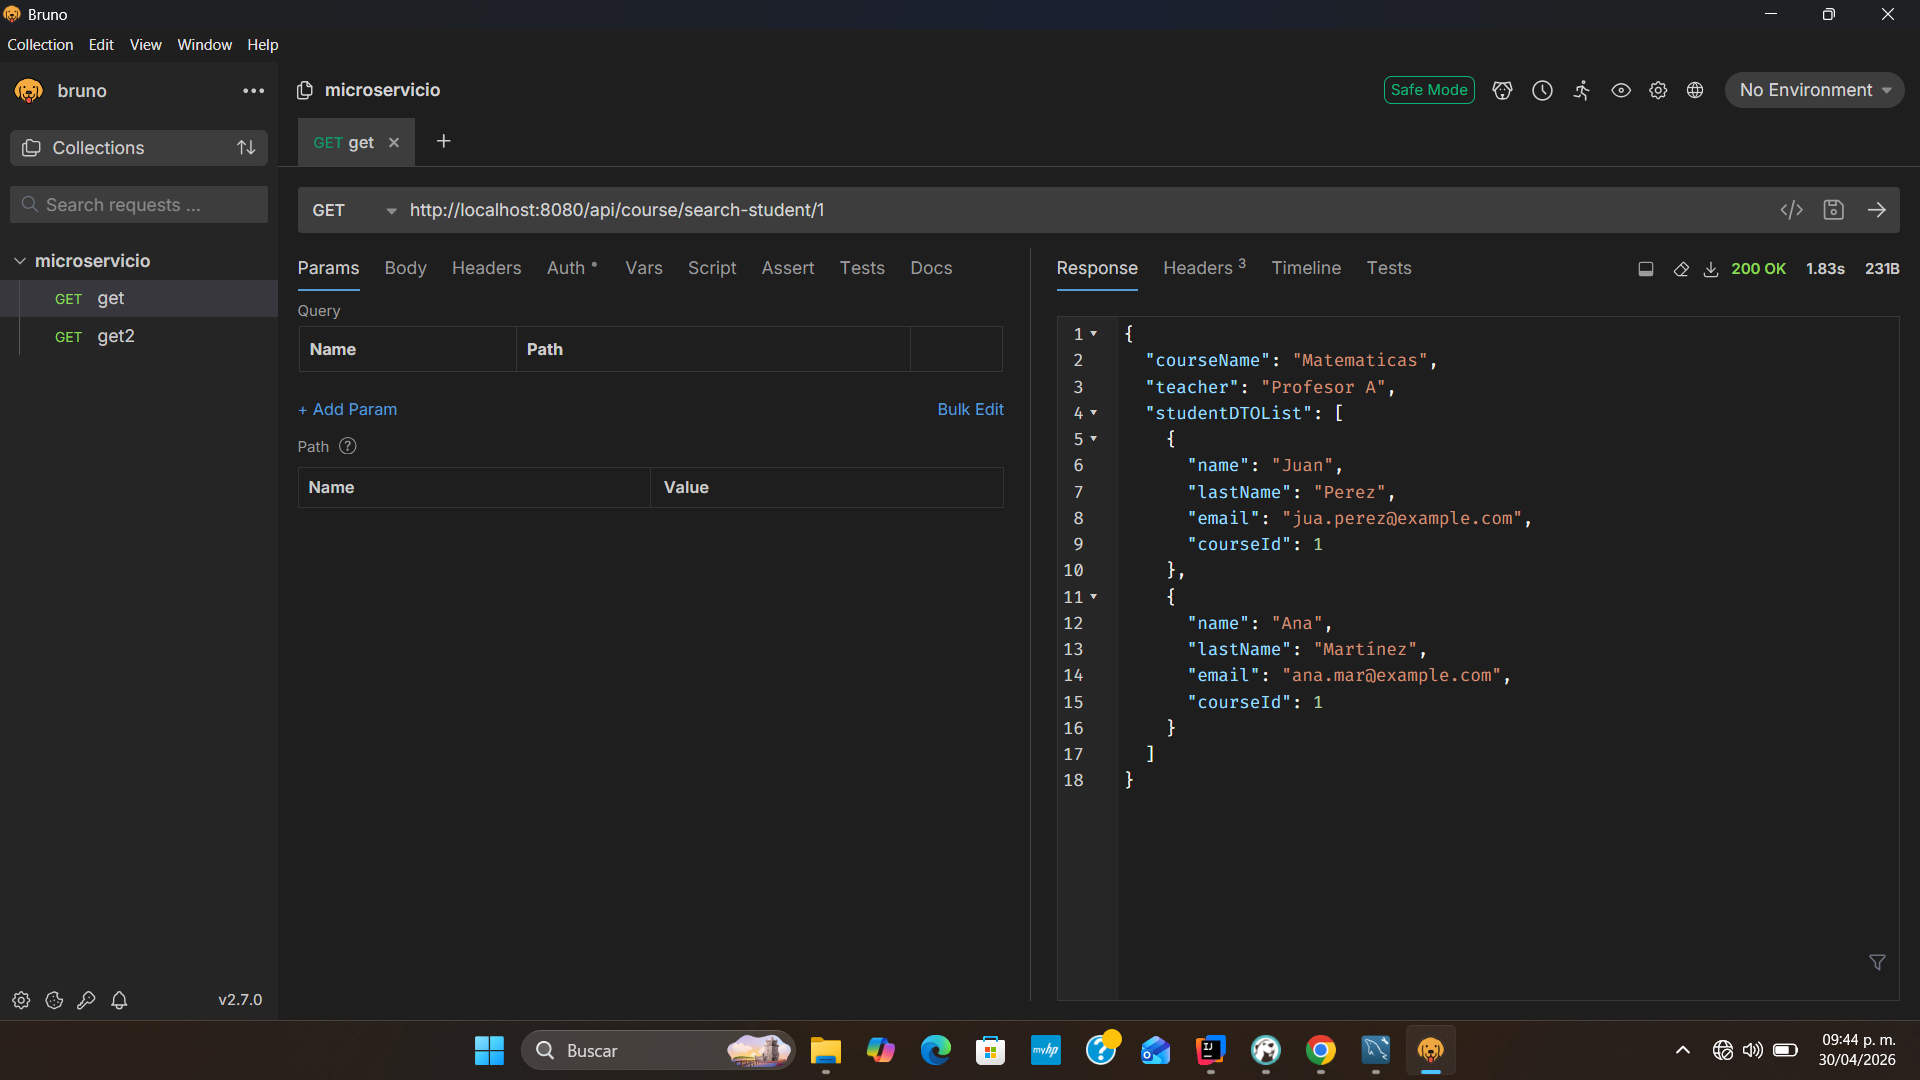 Bruno
Collection Edit View Window Help
bruno
microservicio
Safe Mode
No Environment
Collections
GET get
Search requests ...
GET http://localhost:8080/api/course/search-student/1
microservicio
GET get
GET get2
Params Body Headers Auth Vars Script Assert Tests Docs
Query
Name Path
+ Add Param Bulk Edit
Path ?
Name Value
Response Headers 3 Timeline Tests
200 OK 1.83s 231B
1 {
2 "courseName": "Matematicas",
3 "teacher": "Profesor A",
4 "studentDTOList": [
5 {
6 "name": "Juan",
7 "lastName": "Perez",
8 "email": "jua.perez@example.com",
9 "courseId": 1
10 },
11 {
12 "name": "Ana",
13 "lastName": "Martínez",
14 "email": "ana.mar@example.com",
15 "courseId": 1
16 }
17 ]
18 }
v2.7.0
Buscar
myhp
IJ
09:44 p. m.
30/04/2026